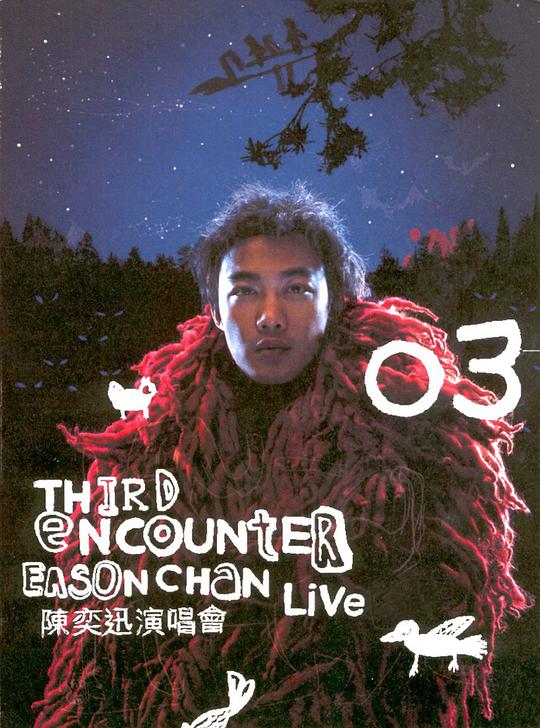 03
THIRD
eNCOUNtER
EASON CHaN LiVe
陳奕迅演唱會